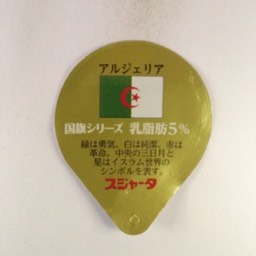 アルジェリア
国旗シリーズ 乳脂肪5%
緑は勇気、白は純潔、赤は
革命。中央の三日月と
星はイスラム世界の
シンボルを表す。
スジャータ